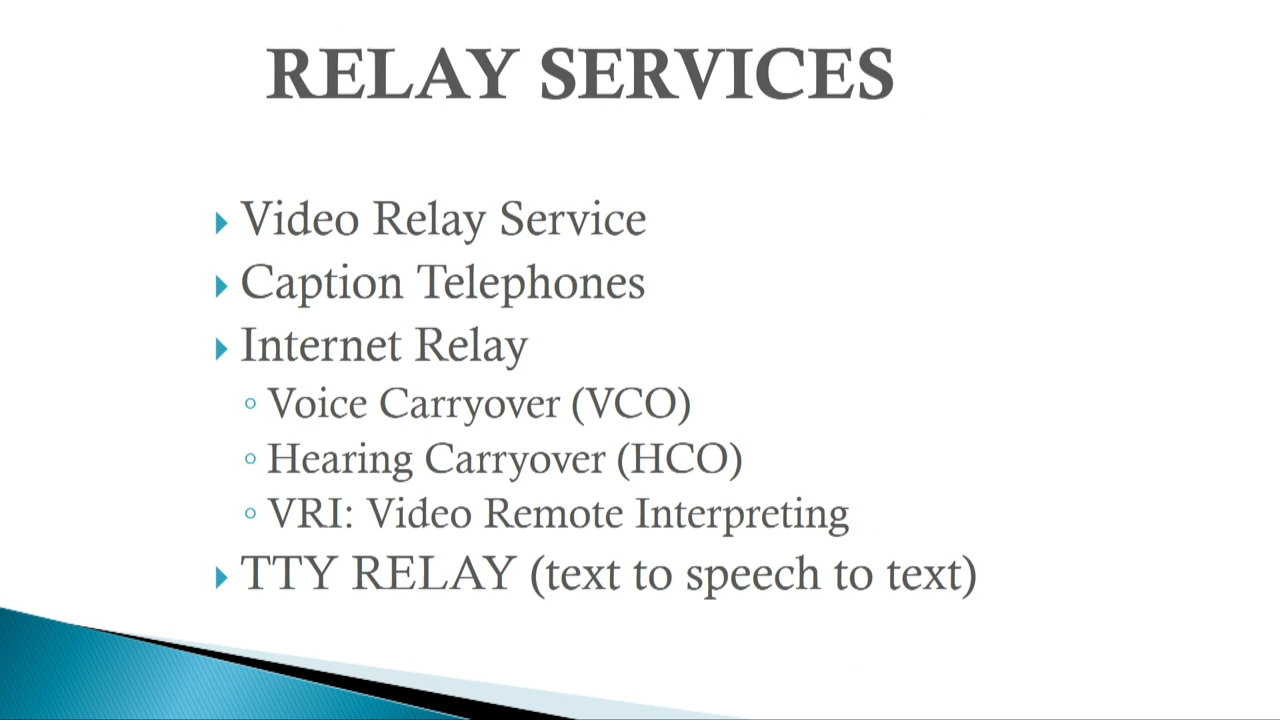 RELAY SERVICES
Video Relay Service
Caption Telephones
Internet Relay
Voice Carryover (VCO)
Hearing Carryover (HCO)
VRI: Video Remote Interpreting
TTY RELAY (text to speech to text)